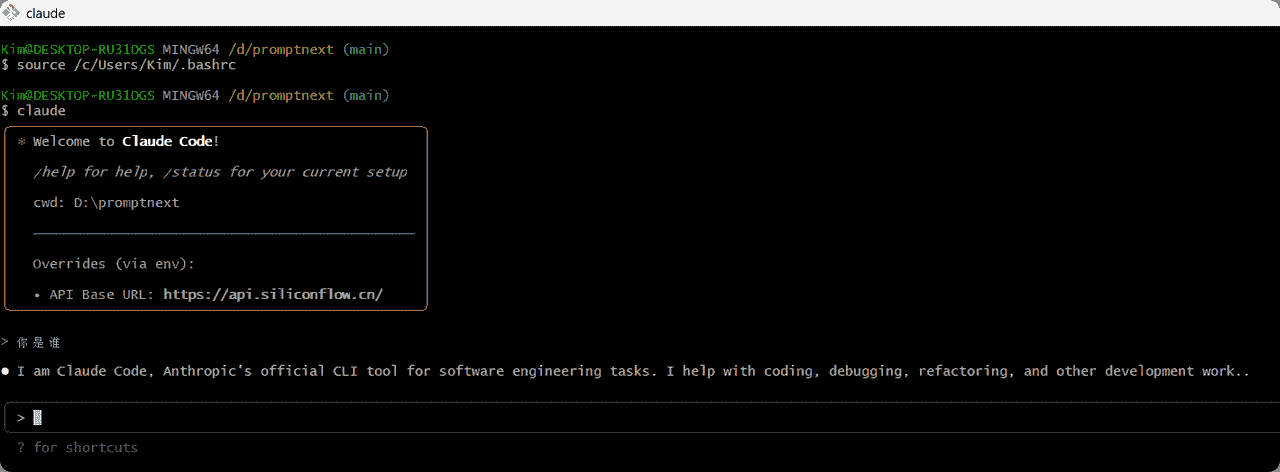 claude
Kim@DESKTOP-RU31DGS MINGW64 /d/promptnext (main)
$ source /c/Users/Kim/.bashrc
Kim@DESKTOP-RU31DGS MINGW64 /d/promptnext (main)
$ claude
✻ Welcome to Claude Code!
/help for help, /status for your current setup
cwd: D:\promptnext
Overrides (via env):
• API Base URL: https://api.siliconflow.cn/
> 你是谁
● I am Claude Code, Anthropic's official CLI tool for software engineering tasks. I help with coding, debugging, refactoring, and other development work..
>
? for shortcuts